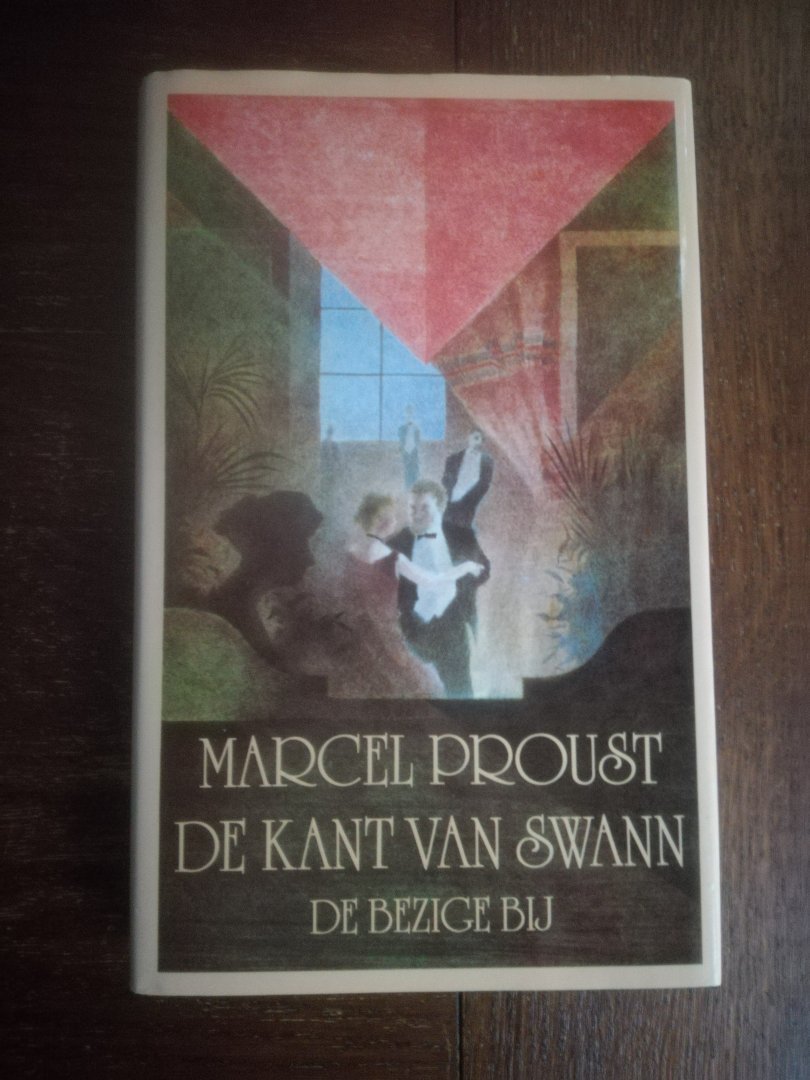 MARCEL PROUST
DE KANT VAN SWANN
DE BEZIGE BIJ